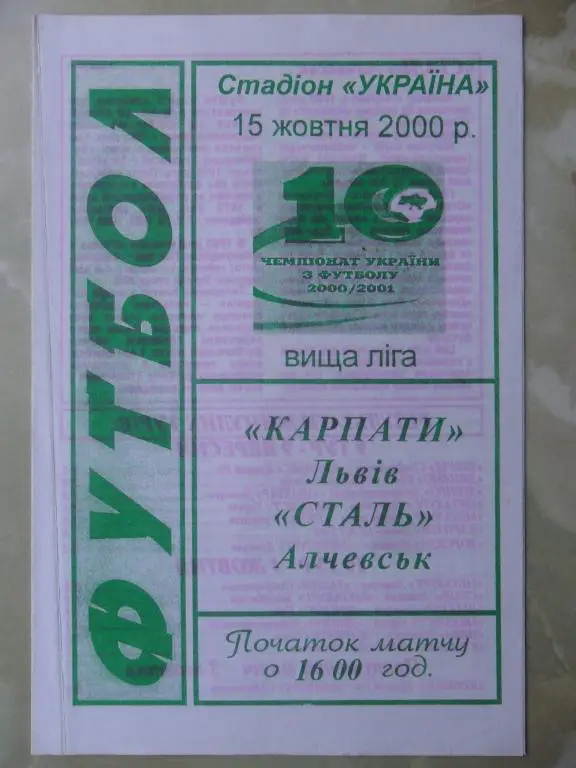 ФУТБОЛ
Стадіон «УКРАЇНА»
15 жовтня 2000 р.
10
ЧЕМПІОНАТ УКРАЇНИ
З ФУТБОЛУ
2000/2001
вища ліга
«КАРПАТИ»
Львів
«СТАЛЬ»
Алчевськ
Початок матчу
о 16 00 год.